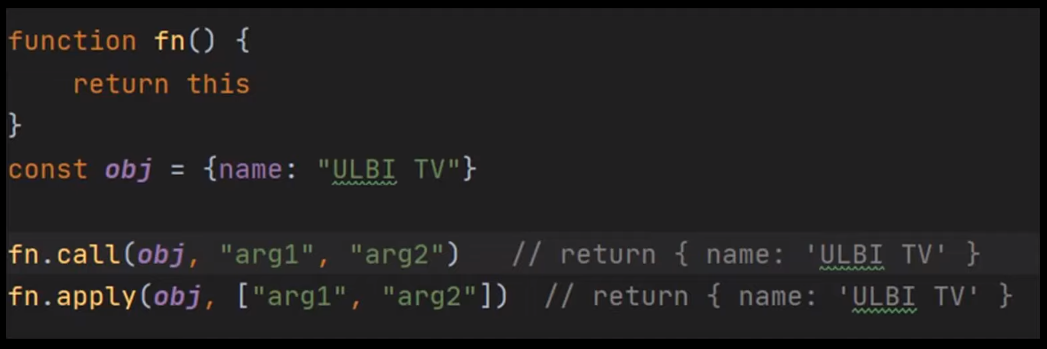 function fn() {
    return this
}
const obj = {name: "ULBI TV"}
fn.call(obj, "arg1", "arg2")   // return { name: 'ULBI TV' }
fn.apply(obj, ["arg1", "arg2"])  // return { name: 'ULBI TV' }